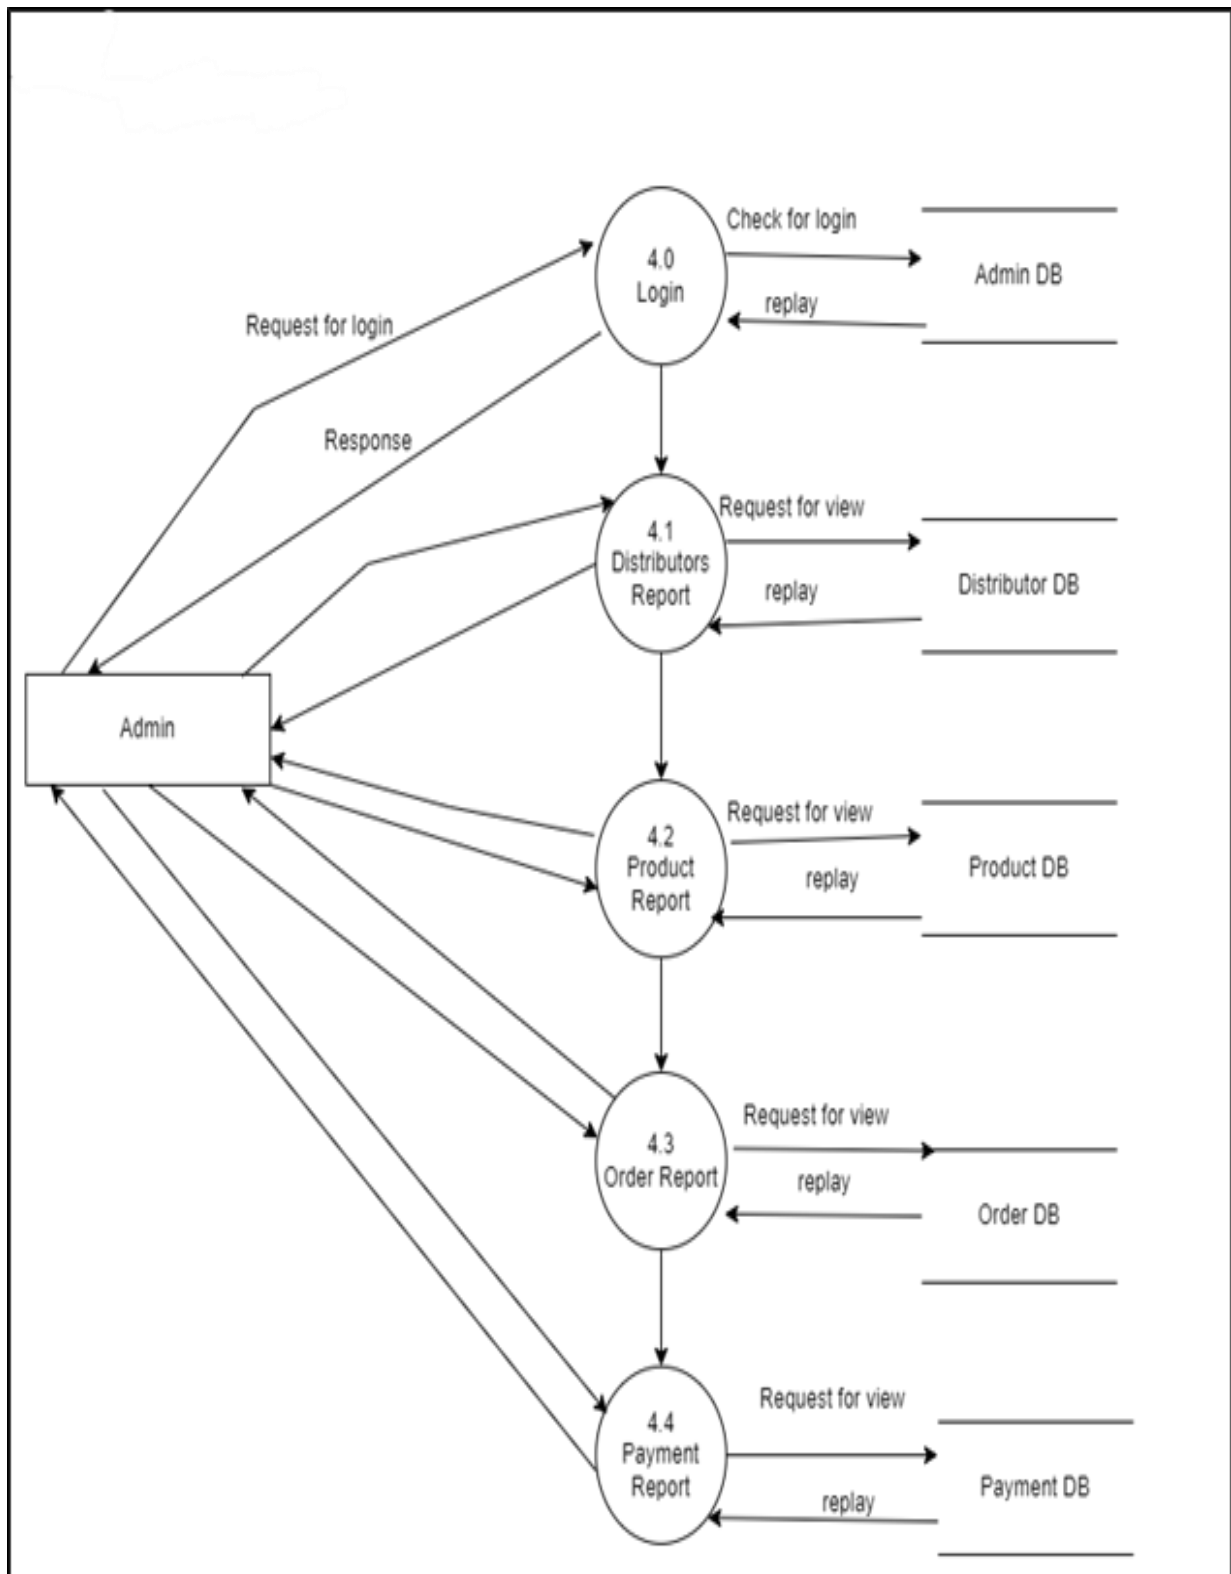 4.0
Login
Check for login
Admin DB
replay
Request for login
Response
4.1
Distributors
Report
Request for view
Distributor DB
replay
Admin
4.2
Product
Report
Request for view
Product DB
replay
4.3
Order Report
Request for view
replay
Order DB
4.4
Payment
Report
Request for view
Payment DB
replay